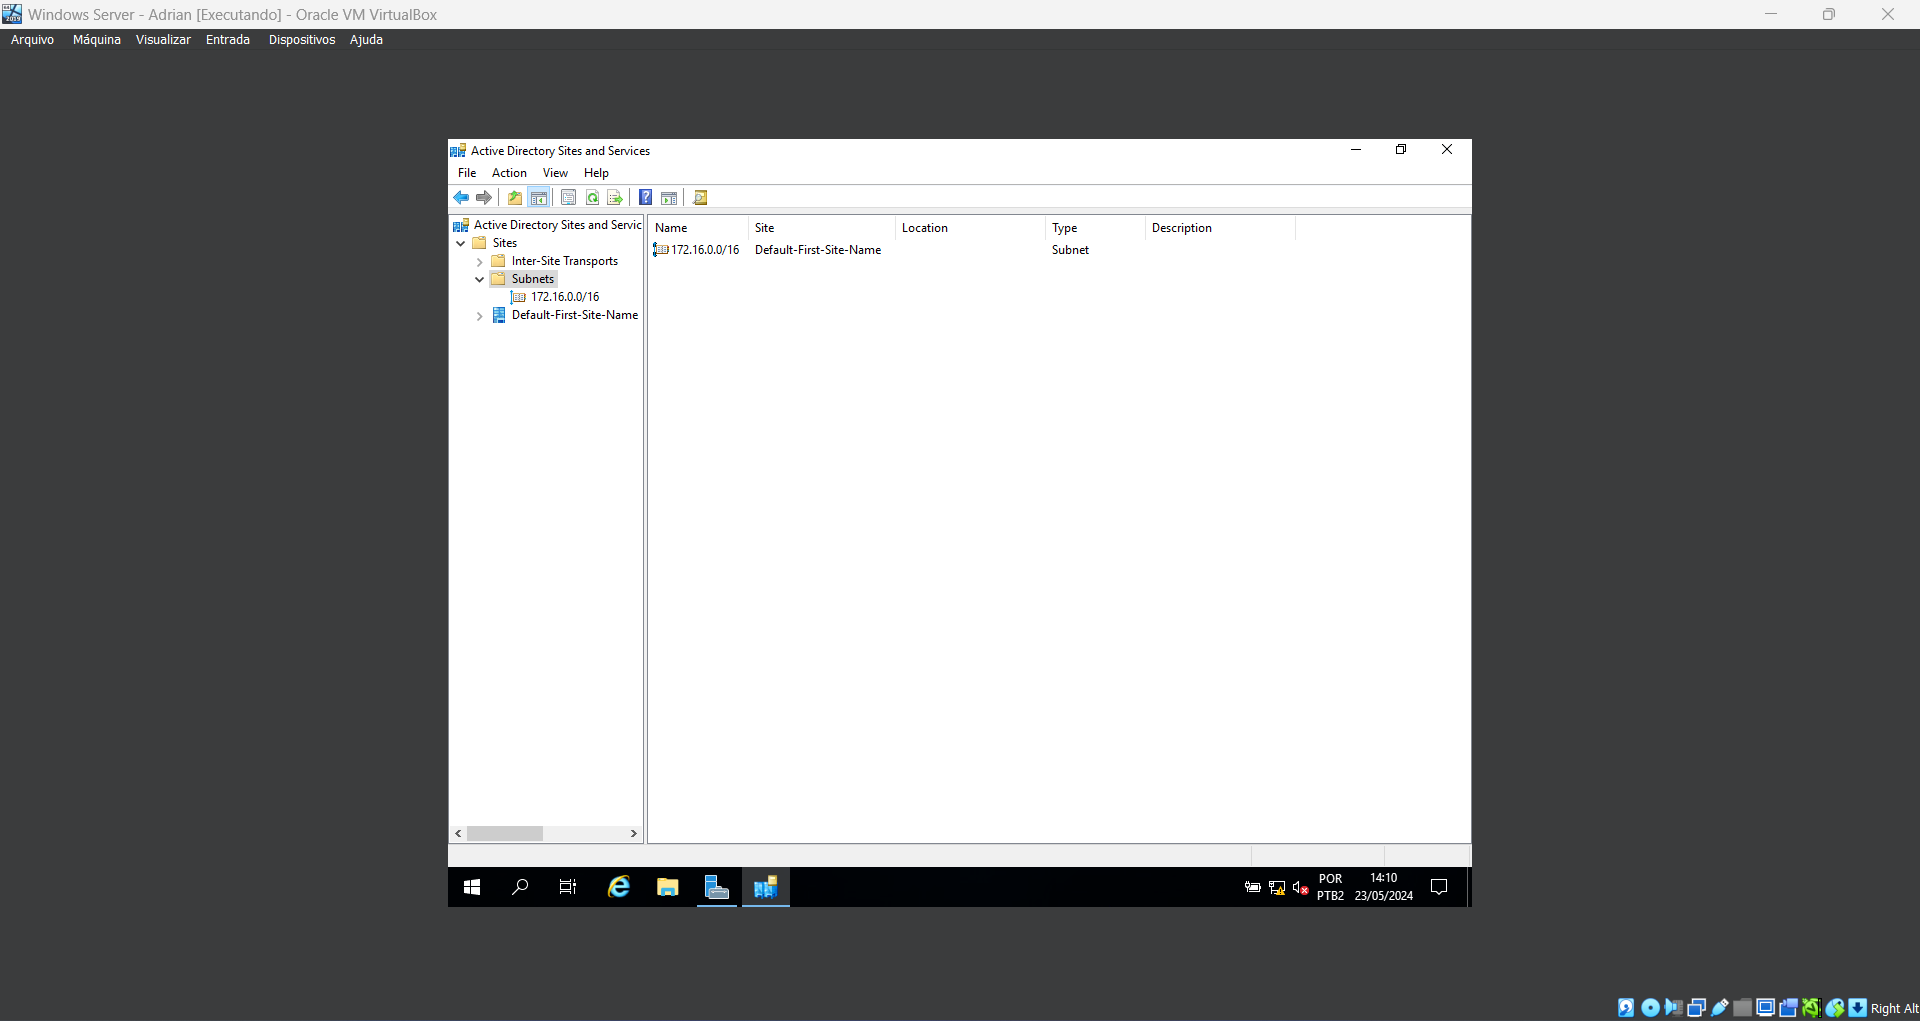 Windows Server - Adrian [Executando] - Oracle VM VirtualBox
Arquivo Máquina Visualizar Entrada Dispositivos Ajuda
Active Directory Sites and Services
File Action View Help
Active Directory Sites and Servic
Sites
Inter-Site Transports
Subnets
172.16.0.0/16
Default-First-Site-Name
Name Site Location Type Description
172.16.0.0/16 Default-First-Site-Name Subnet
POR
PTB2
14:10
23/05/2024
Right Alt